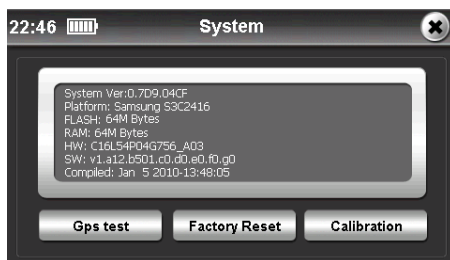 22:46 System
System Ver:0.7D9.04CF
Platform: Samsung S3C2416
FLASH: 64M Bytes
RAM: 64M Bytes
HW: C16L54P04G756_A03
SW: v1.a12.b501.c0.d0.e0.f0.g0
Compiled: Jan 5 2010-13:48:05
Gps test Factory Reset Calibration